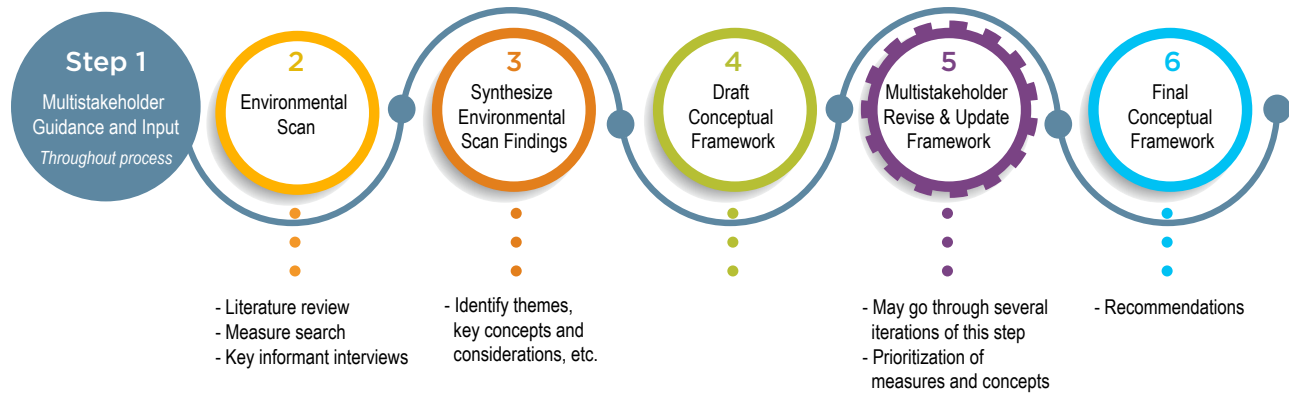 Step 1
Multistakeholder
Guidance and Input
Throughout process
2
Environmental
Scan
- Literature review
- Measure search
- Key informant interviews
3
Synthesize
Environmental
Scan Findings
- Identify themes,
key concepts and
considerations, etc.
4
Draft
Conceptual
Framework
5
Multistakeholder
Revise & Update
Framework
- May go through several
iterations of this step
- Prioritization of
measures and concepts
6
Final
Conceptual
Framework
- Recommendations